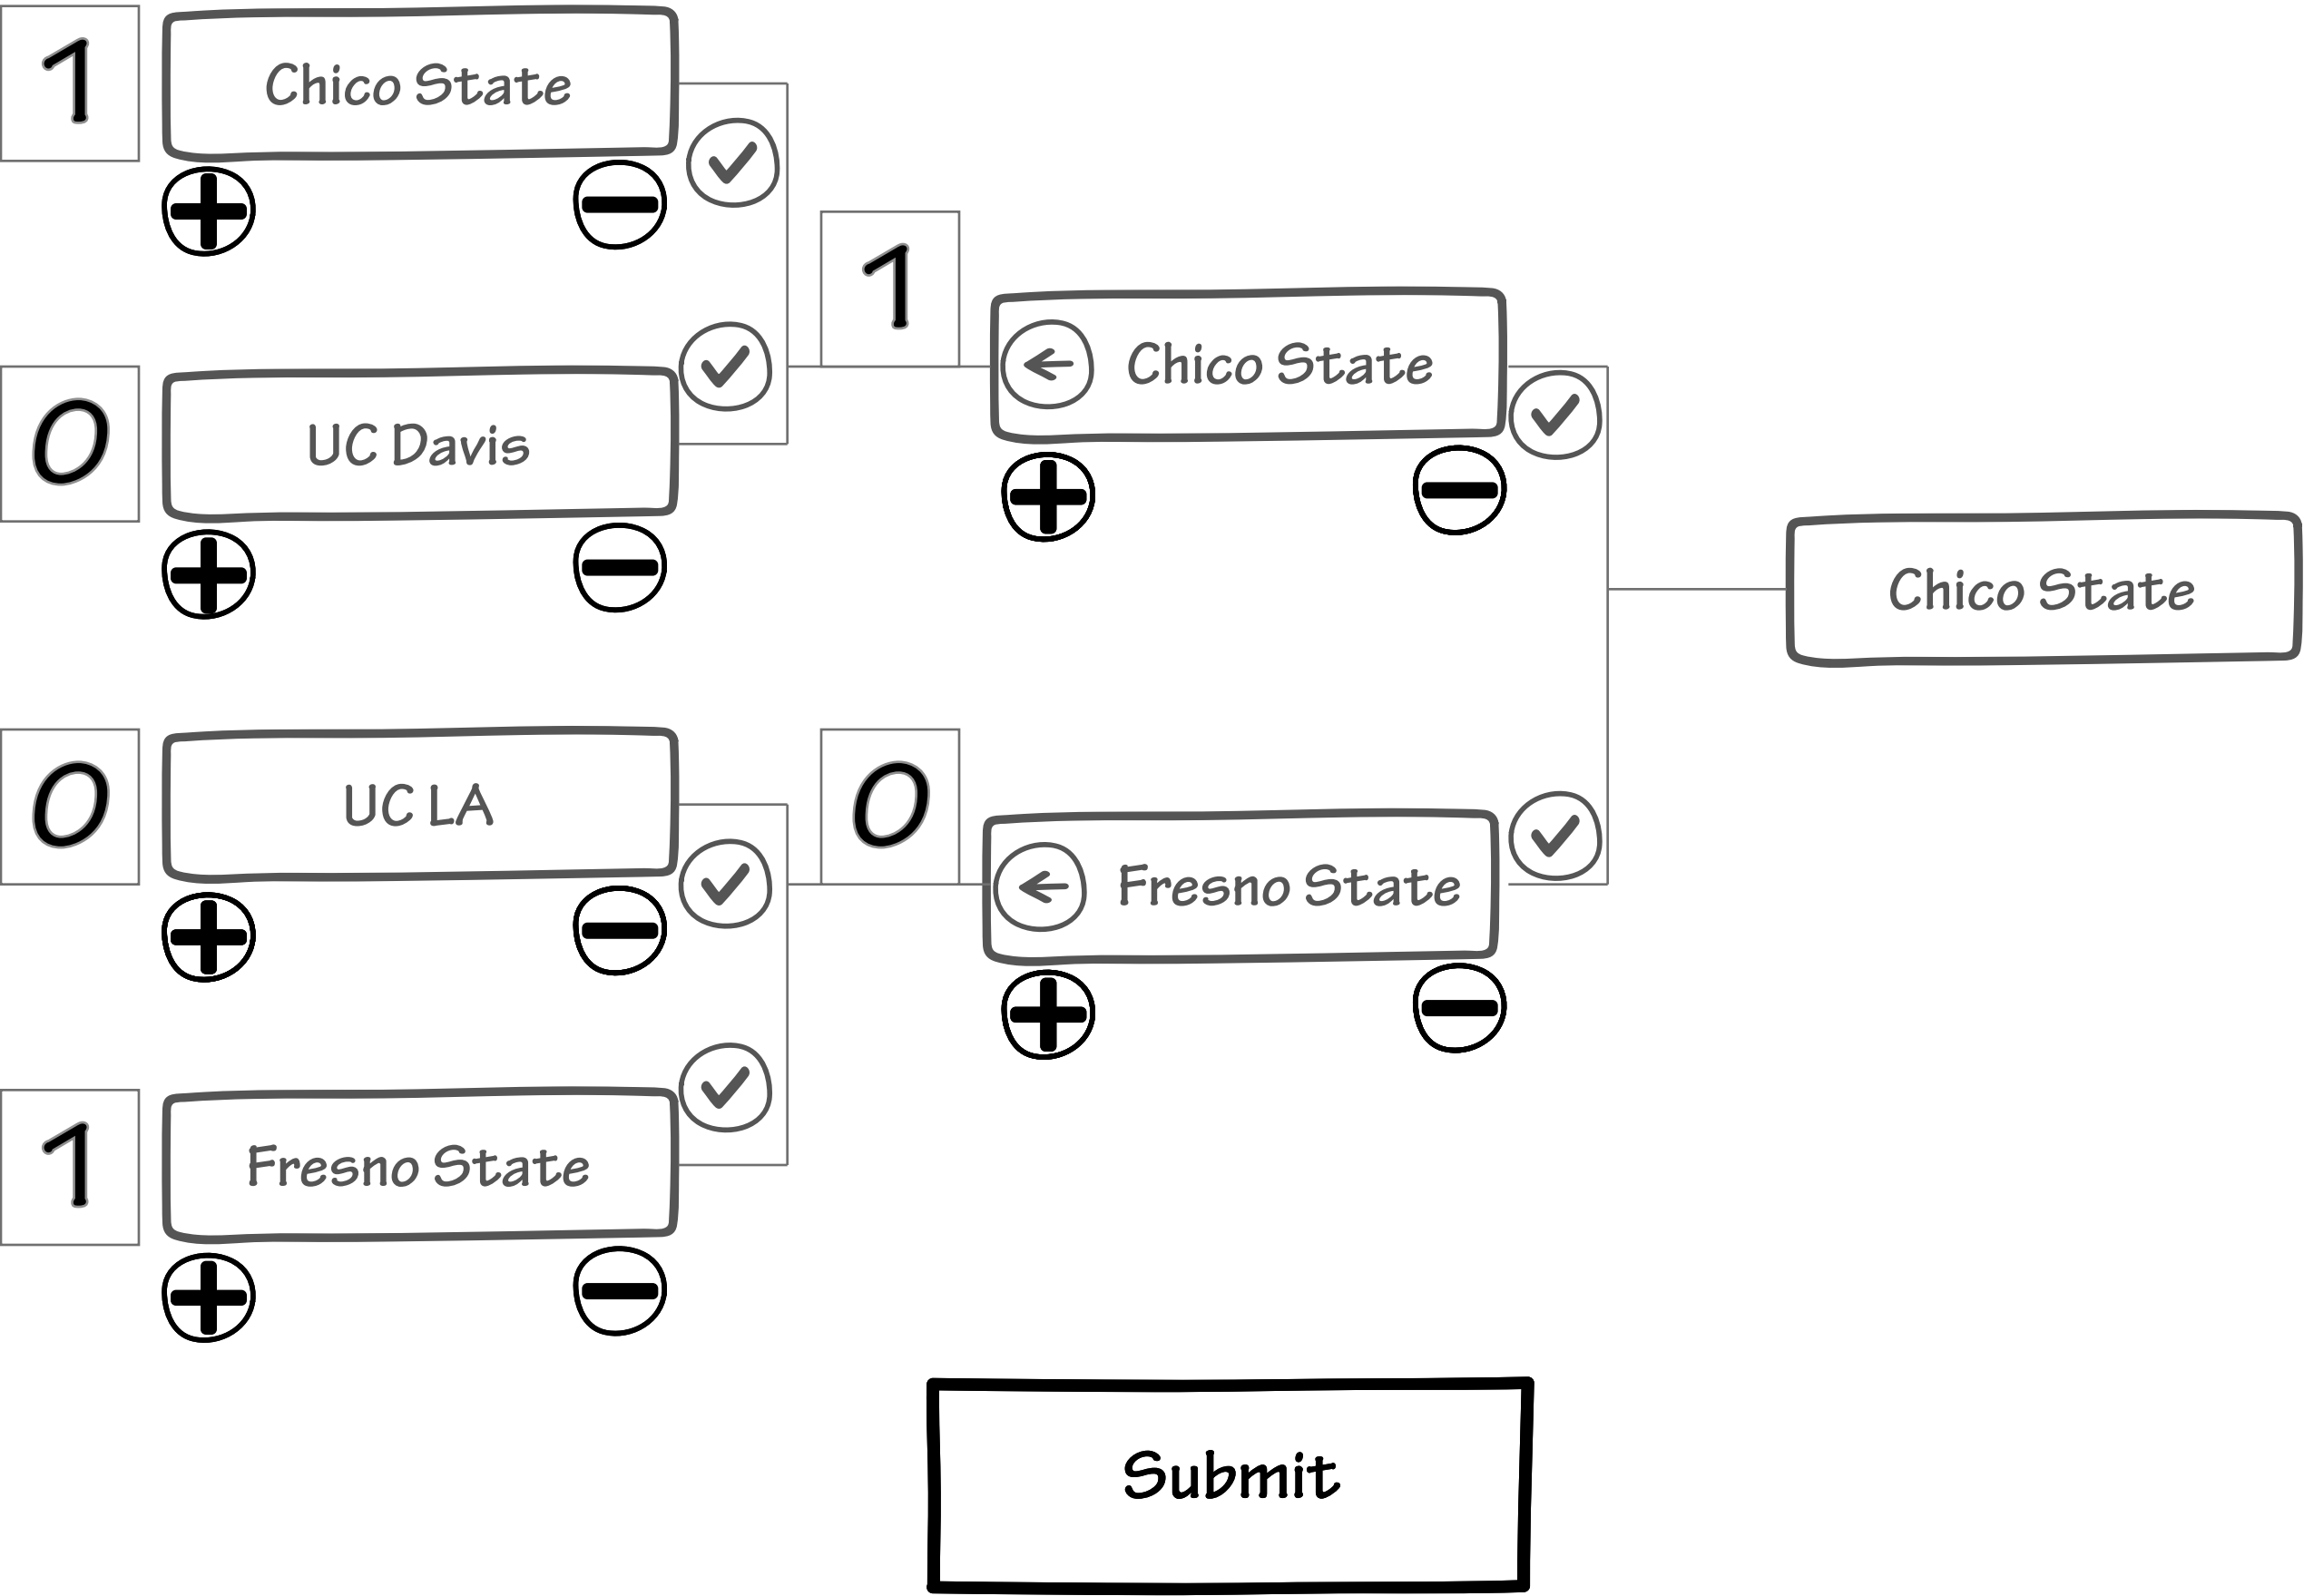 1
Chico State
0
UC Davis
1
Chico State
Chico State
0
UC LA
0
Fresno State
1
Fresno State
Submit